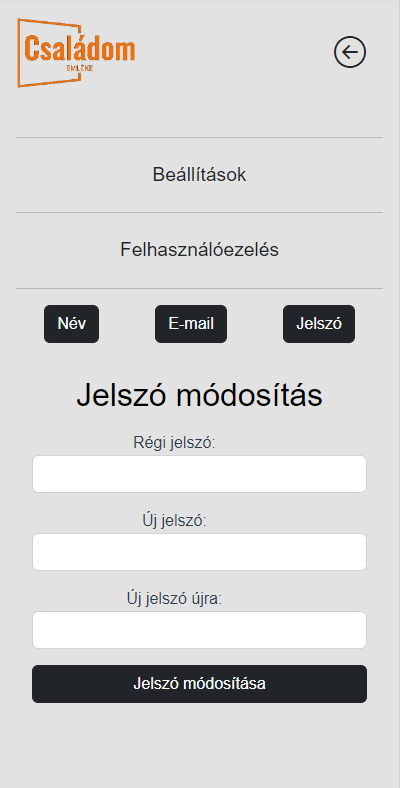 Családom
EMLÉKE
Beállítások
Felhasználóezelés
Név E-mail Jelszó
Jelszó módosítás
Régi jelszó:
Új jelszó:
Új jelszó újra:
Jelszó módosítása